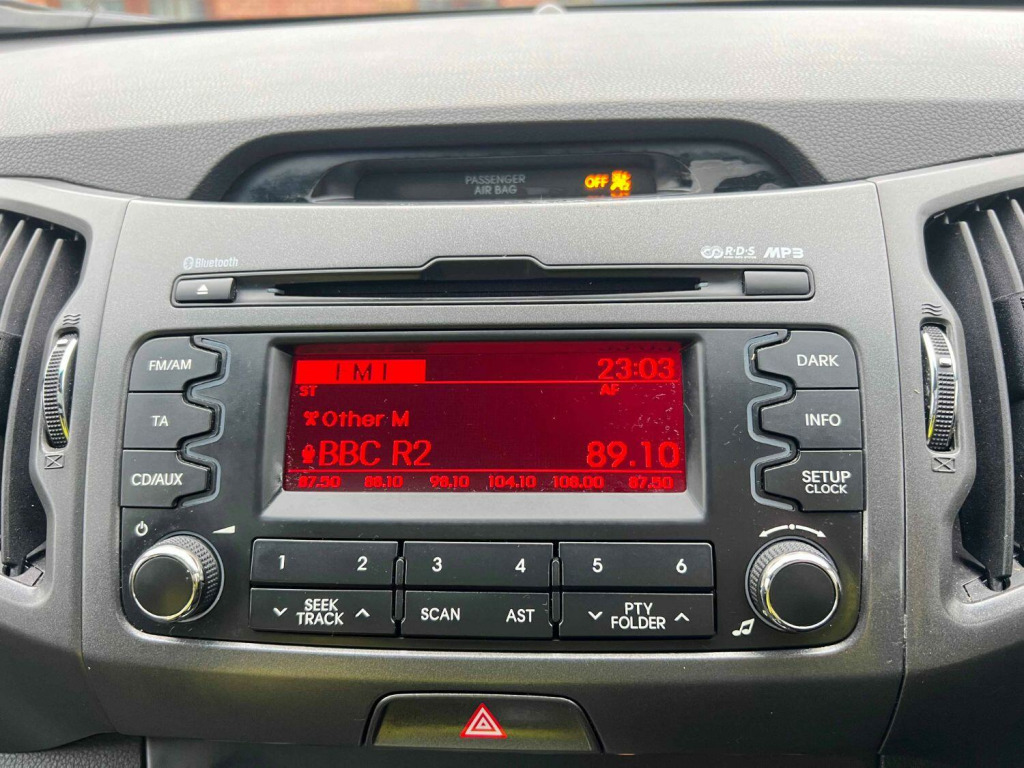 PASSENGER
AIR BAG
OFF
Bluetooth
R·D·S MP3
FM/AM
TA
CD/AUX
DARK
INFO
SETUP
CLOCK
23:03
ST
AF
Other M
BBC R2
89.10
87.50 88.10 98.10 104.10 108.00 87.50
1 2 3 4 5 6
SEEK
TRACK
SCAN AST
PTY
FOLDER